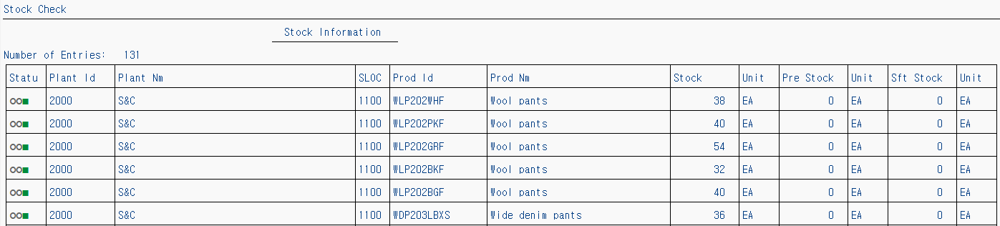 Stock Check
Stock Information
Number of Entries: 131
Statu Plant Id Plant Nm SLOC Prod Id Prod Nm Stock Unit Pre Stock Unit Sft Stock Unit
2000 S&C 1100 WLP202WHF Wool pants 38 EA 0 EA 0 EA
2000 S&C 1100 WLP202PKF Wool pants 40 EA 0 EA 0 EA
2000 S&C 1100 WLP202GRF Wool pants 54 EA 0 EA 0 EA
2000 S&C 1100 WLP202BKF Wool pants 32 EA 0 EA 0 EA
2000 S&C 1100 WLP202BGF Wool pants 40 EA 0 EA 0 EA
2000 S&C 1100 WDP203LBXS Wide denim pants 36 EA 0 EA 0 EA